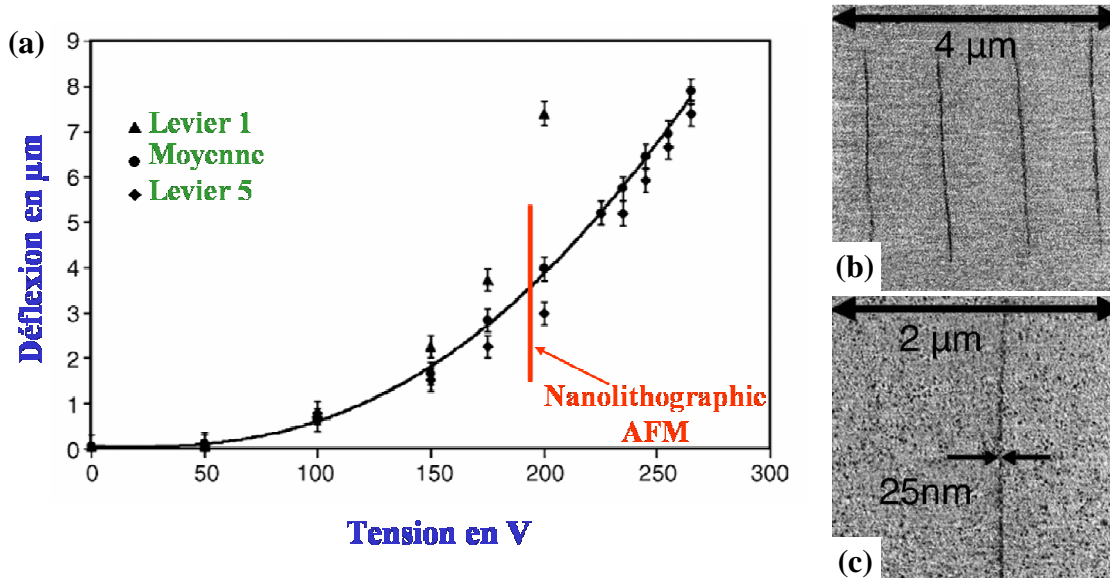 (a)
9
8
7
6
5
4
3
2
1
0
Déflexion en µm
Levier 1
Moyenne
Levier 5
Nanolithographic
AFM
0 50 100 150 200 250 300
Tension en V
4 µm
(b)
2 µm
25nm
(c)